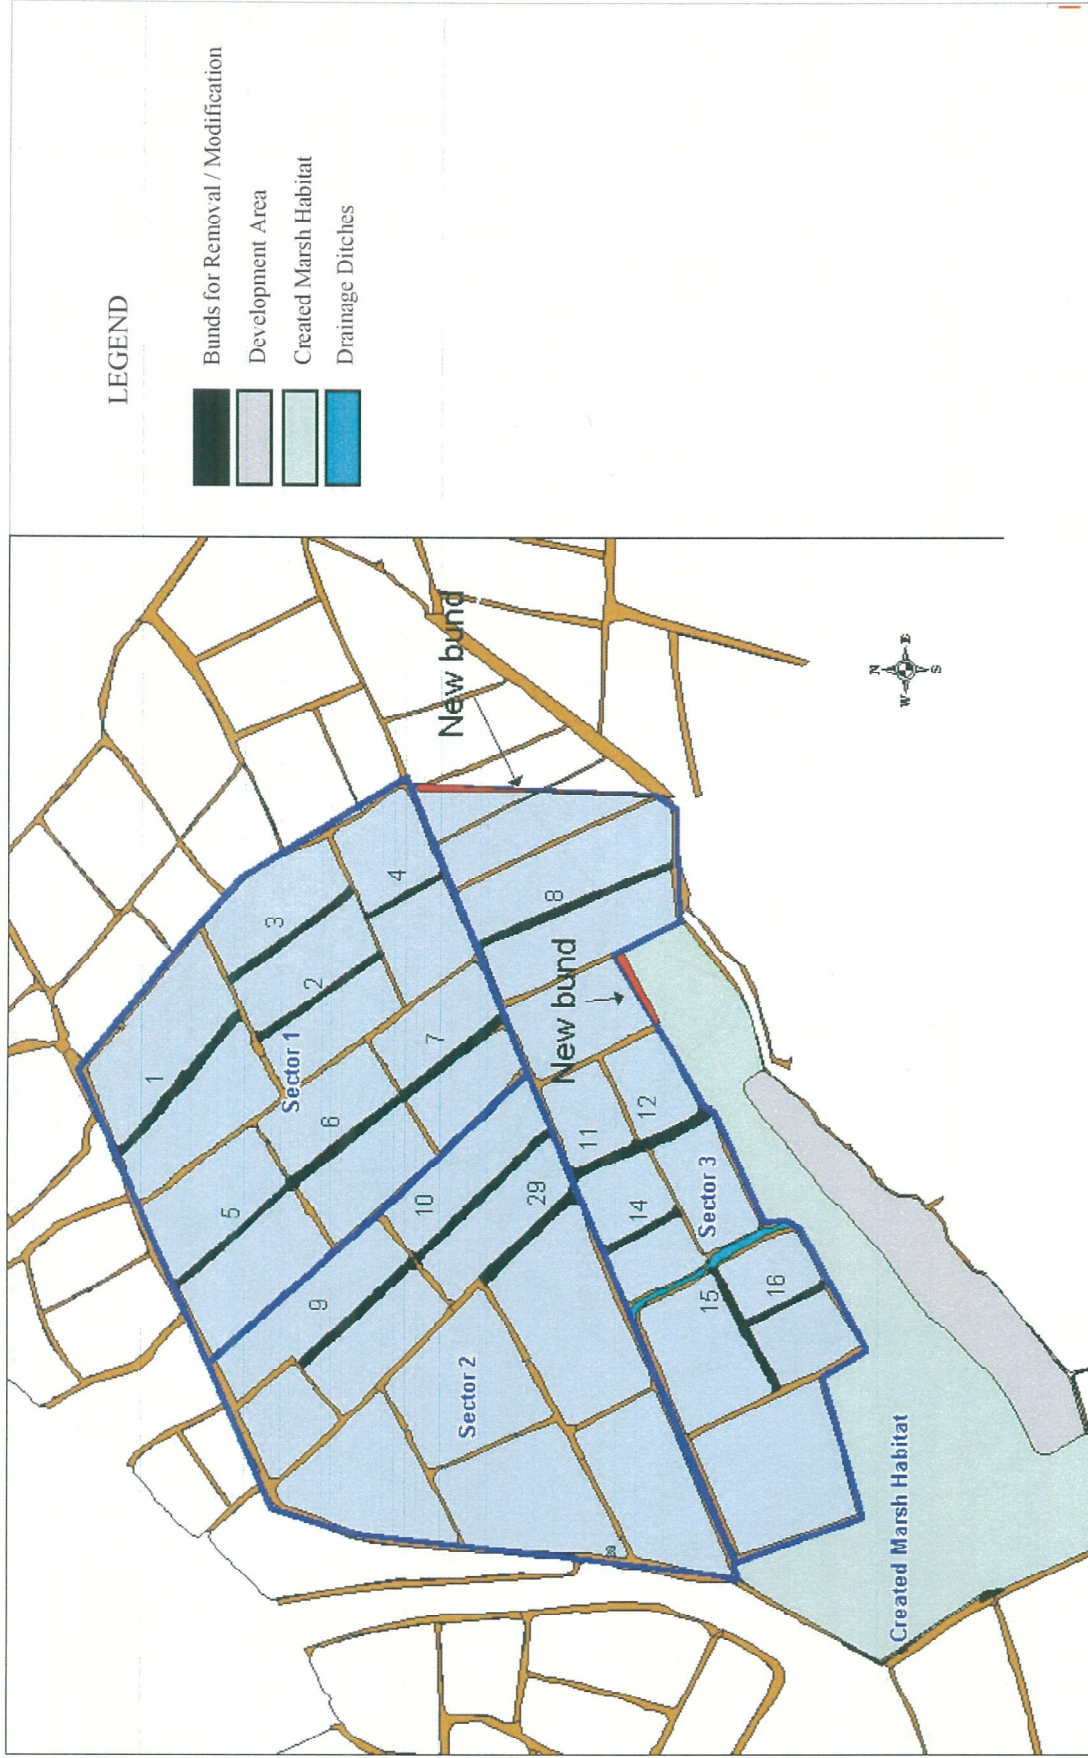 LEGEND
Bunds for Removal / Modification
Development Area
Created Marsh Habitat
Drainage Ditches
New bund
New bund
1
2
3
4
5
6
7
8
9
10
11
12
14
15
16
29
Sector 1
Sector 2
Sector 3
Created Marsh Habitat
N
W
E
S